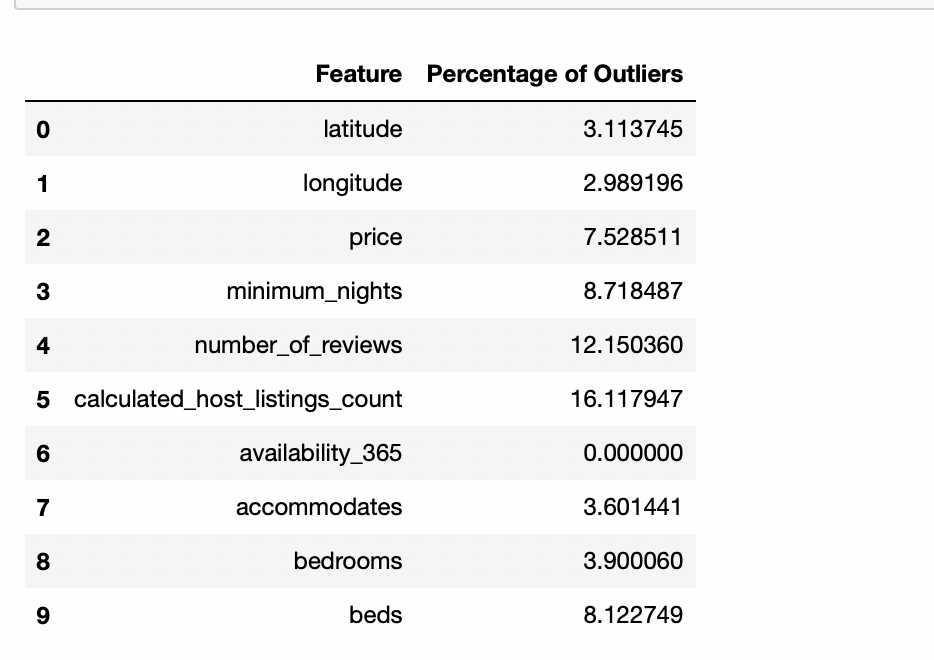 Feature Percentage of Outliers
0 latitude 3.113745
1 longitude 2.989196
2 price 7.528511
3 minimum_nights 8.718487
4 number_of_reviews 12.150360
5 calculated_host_listings_count 16.117947
6 availability_365 0.000000
7 accommodates 3.601441
8 bedrooms 3.900060
9 beds 8.122749